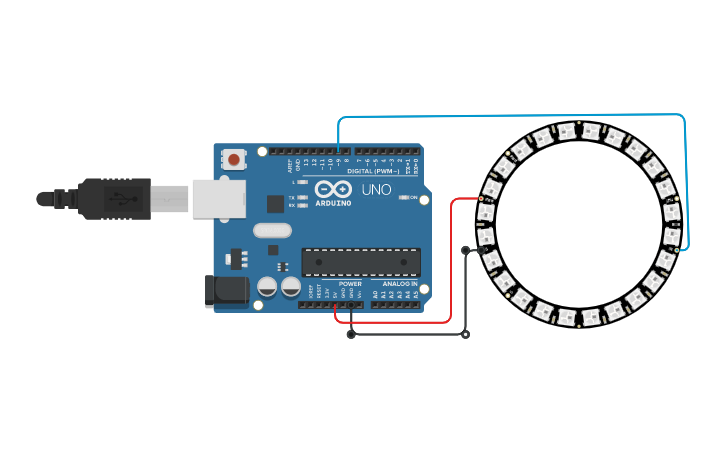 AREF
GND
13
12
~11
~10
~9
8
7
~6
~5
4
~3
2
TX→1
RX←0
DIGITAL (PWM~)
L
TX
RX
UNO
ARDUINO
ON
POWER
ANALOG IN
IOREF
RESET
3.3V
5V
GND
GND
Vin
A0
A1
A2
A3
A4
A5